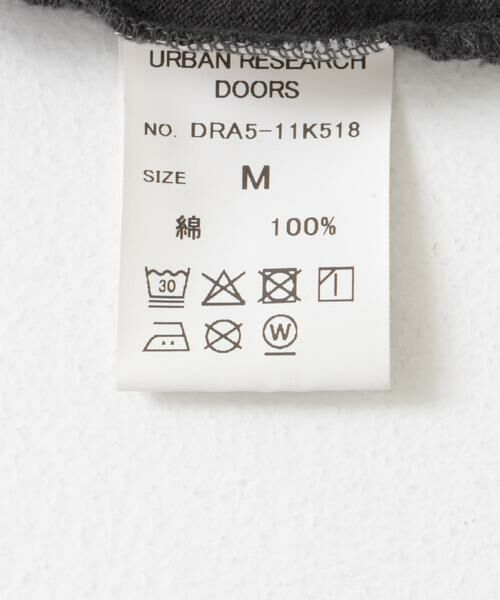 URBAN RESEARCH
DOORS
NO. DRA5-11K518
SIZE M
綿 100%
30
W